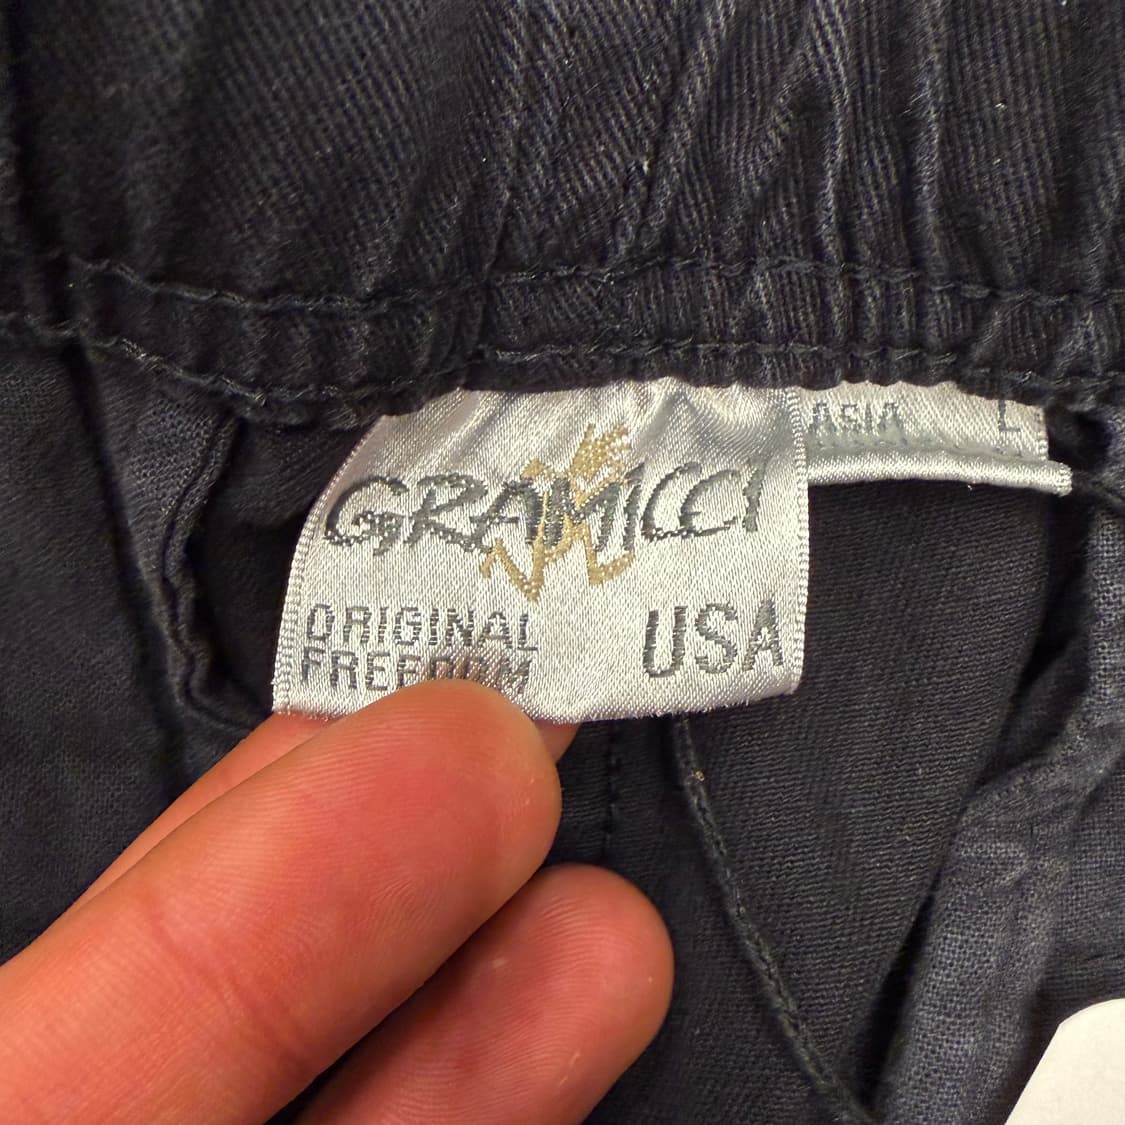 GRAMICCI
ORIGINAL
FREEDOM
USA
ASIA L